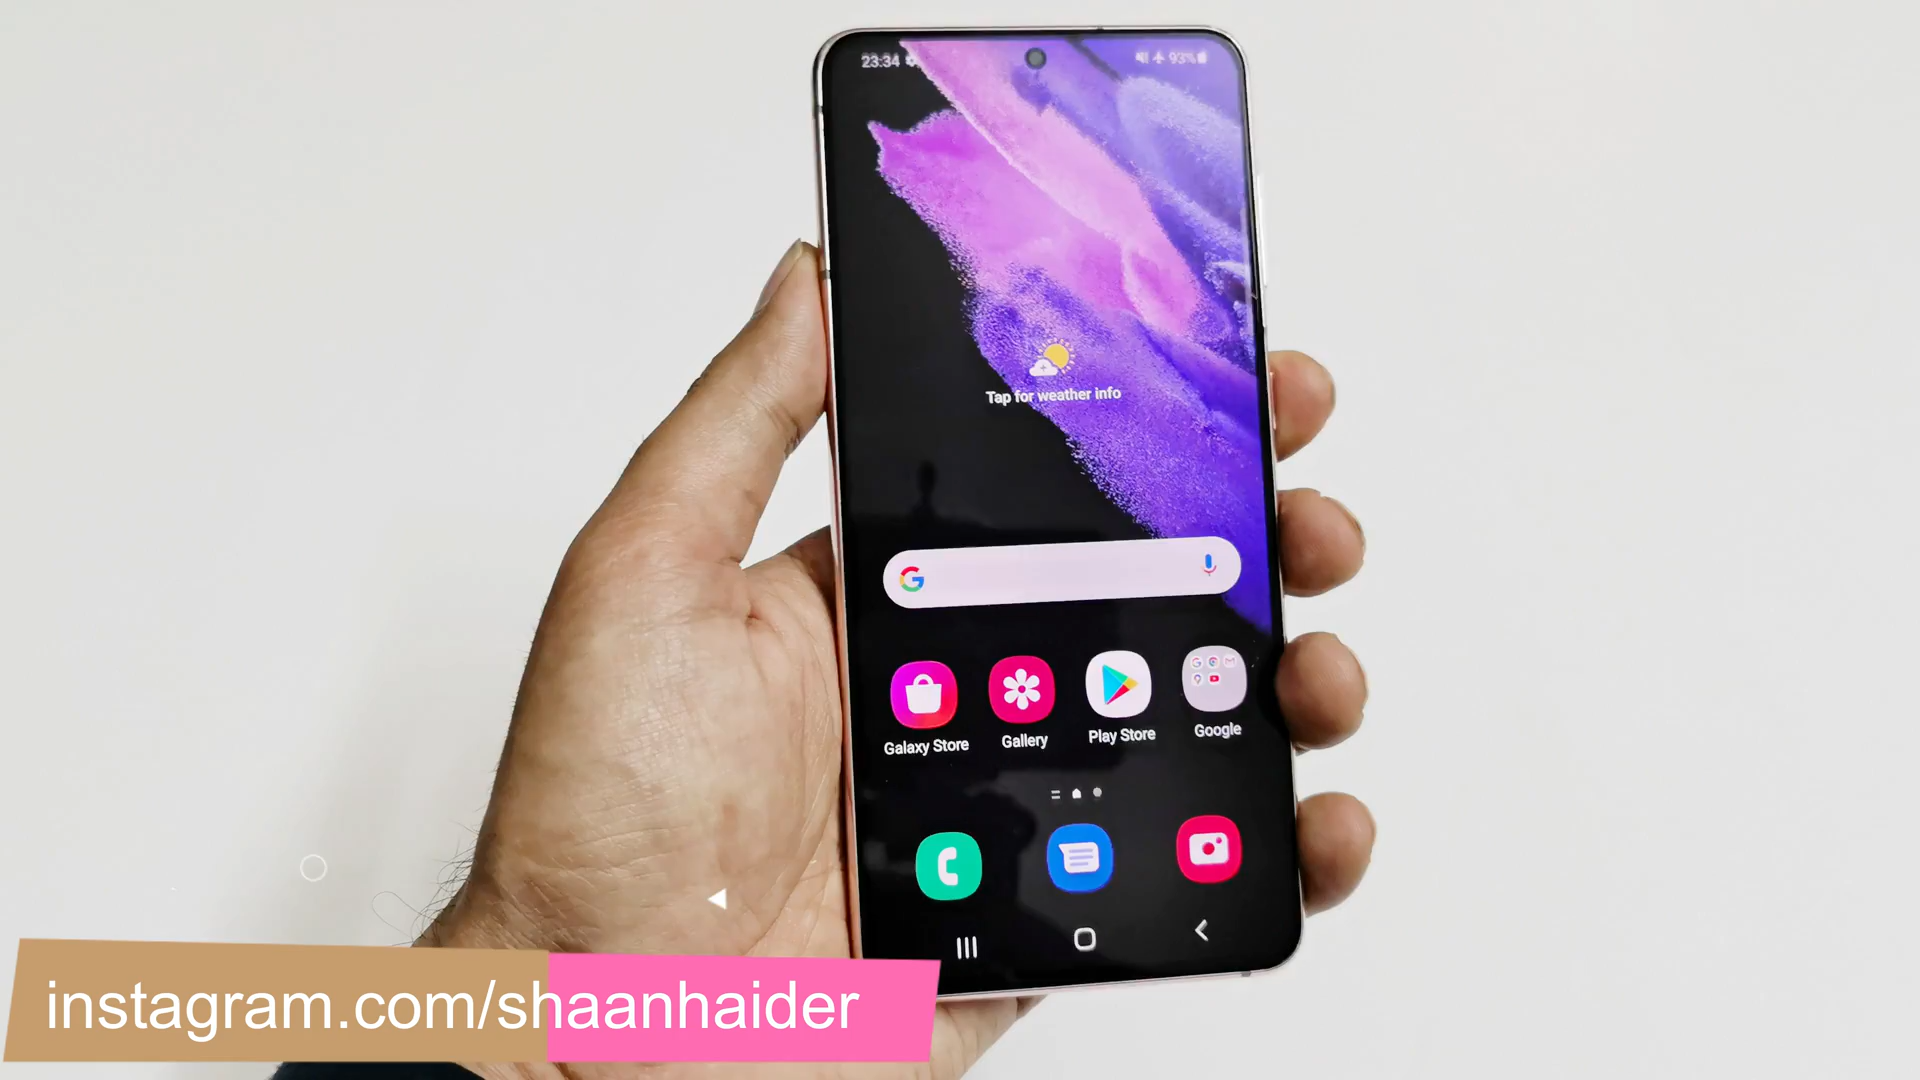 23:34
93%
Tap for weather info
Galaxy Store
Gallery
Play Store
Google
instagram.com/shaanhaider